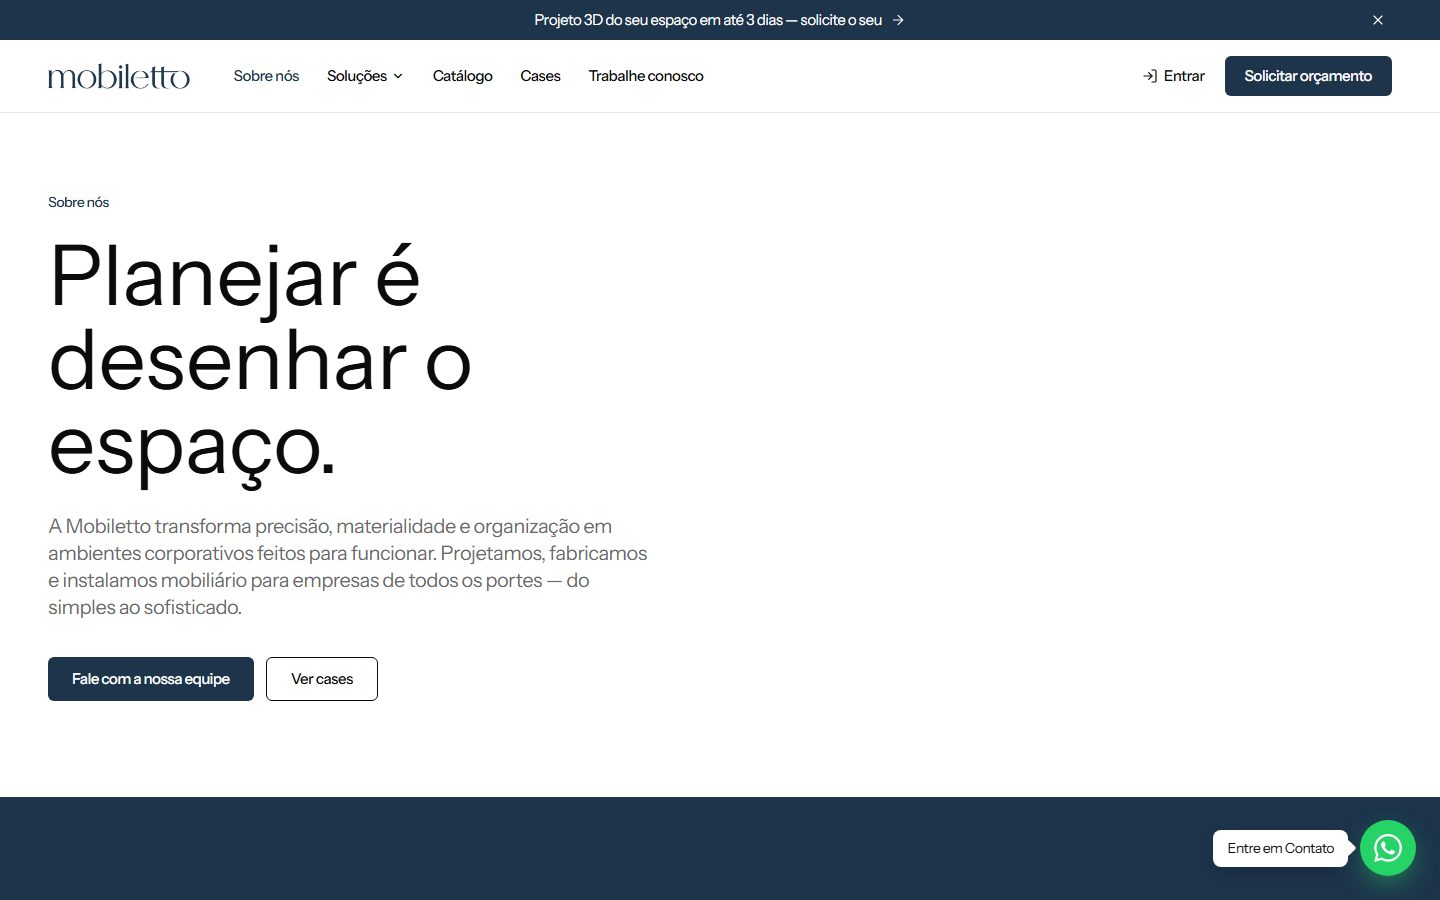 Projeto 3D do seu espaço em até 3 dias — solicite o seu
mobiletto
Sobre nós
Soluções
Catálogo
Cases
Trabalhe conosco
Entrar
Solicitar orçamento
Sobre nós
Planejar é
desenhar o
espaço.
A Mobiletto transforma precisão, materialidade e organização em
ambientes corporativos feitos para funcionar. Projetamos, fabricamos
e instalamos mobiliário para empresas de todos os portes — do
simples ao sofisticado.
Fale com a nossa equipe
Ver cases
Entre em Contato